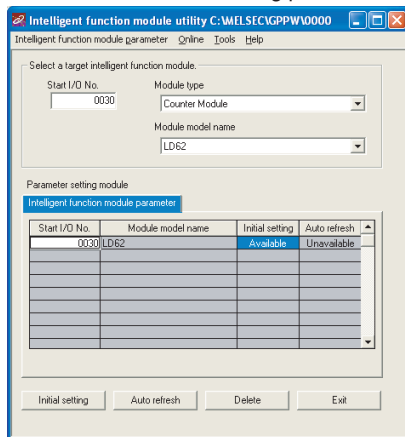 Intelligent function module utility C:\MELSEC\GPPW\0000
Intelligent function module parameter Online Tools Help
Select a target intelligent function module.
Start I/O No. Module type
0030 Counter Module
Module model name
LD62
Parameter setting module
Intelligent function module parameter
Start I/O No. Module model name Initial setting Auto refresh
0030 LD62 Available Unavailable
Initial setting Auto refresh Delete Exit